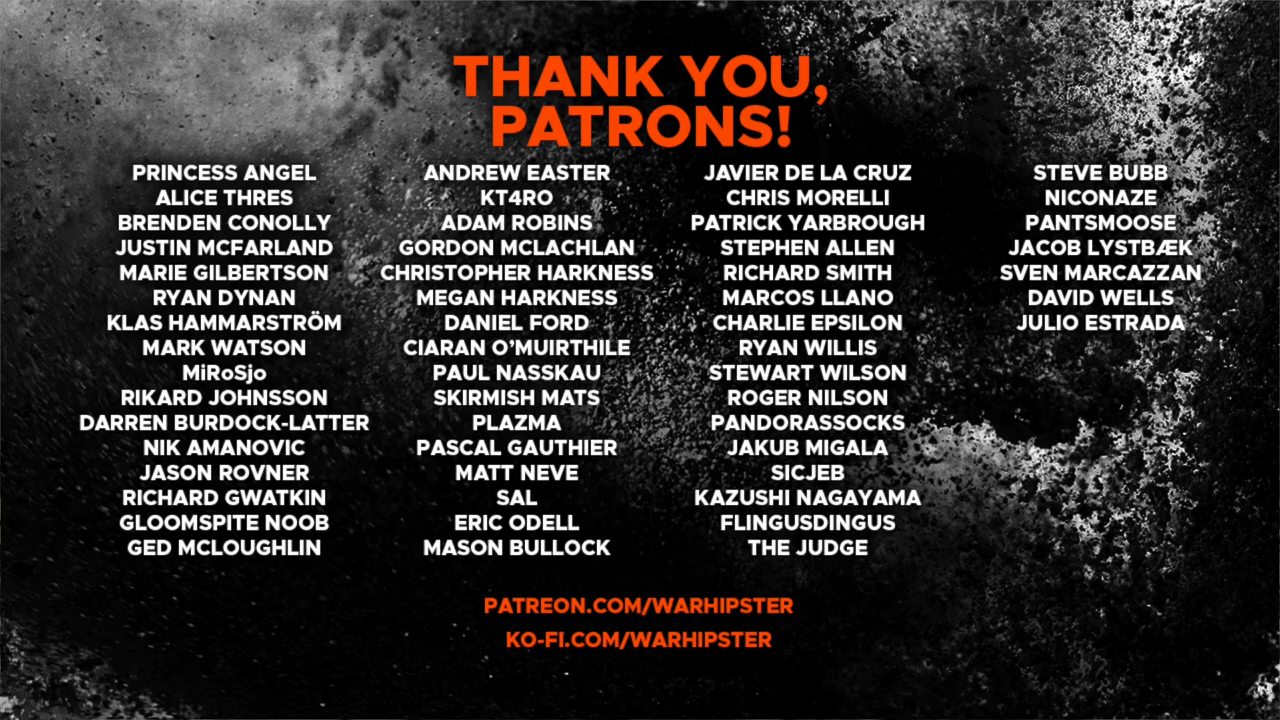 THANK YOU,
PATRONS!
PRINCESS ANGEL
ALICE THRES
BRENDEN CONOLLY
JUSTIN MCFARLAND
MARIE GILBERTSON
RYAN DYNAN
KLAS HAMMARSTRÖM
MARK WATSON
MiRoSjo
RIKARD JOHNSSON
DARREN BURDOCK-LATTER
NIK AMANOVIC
JASON ROVNER
RICHARD GWATKIN
GLOOMSPITE NOOB
GED MCLOUGHLIN
ANDREW EASTER
KT4RO
ADAM ROBINS
GORDON MCLACHLAN
CHRISTOPHER HARKNESS
MEGAN HARKNESS
DANIEL FORD
CIARAN O’MUIRTHILE
PAUL NASSKAU
SKIRMISH MATS
PLAZMA
PASCAL GAUTHIER
MATT NEVE
SAL
ERIC ODELL
MASON BULLOCK
JAVIER DE LA CRUZ
CHRIS MORELLI
PATRICK YARBROUGH
STEPHEN ALLEN
RICHARD SMITH
MARCOS LLANO
CHARLIE EPSILON
RYAN WILLIS
STEWART WILSON
ROGER NILSON
PANDORASSOCKS
JAKUB MIGALA
SICJEB
KAZUSHI NAGAYAMA
FLINGUSDINGUS
THE JUDGE
STEVE BUBB
NICONAZE
PANTSMOOSE
JACOB LYSTBÆK
SVEN MARCAZZAN
DAVID WELLS
JULIO ESTRADA
PATREON.COM/WARHIPSTER
KO-FI.COM/WARHIPSTER